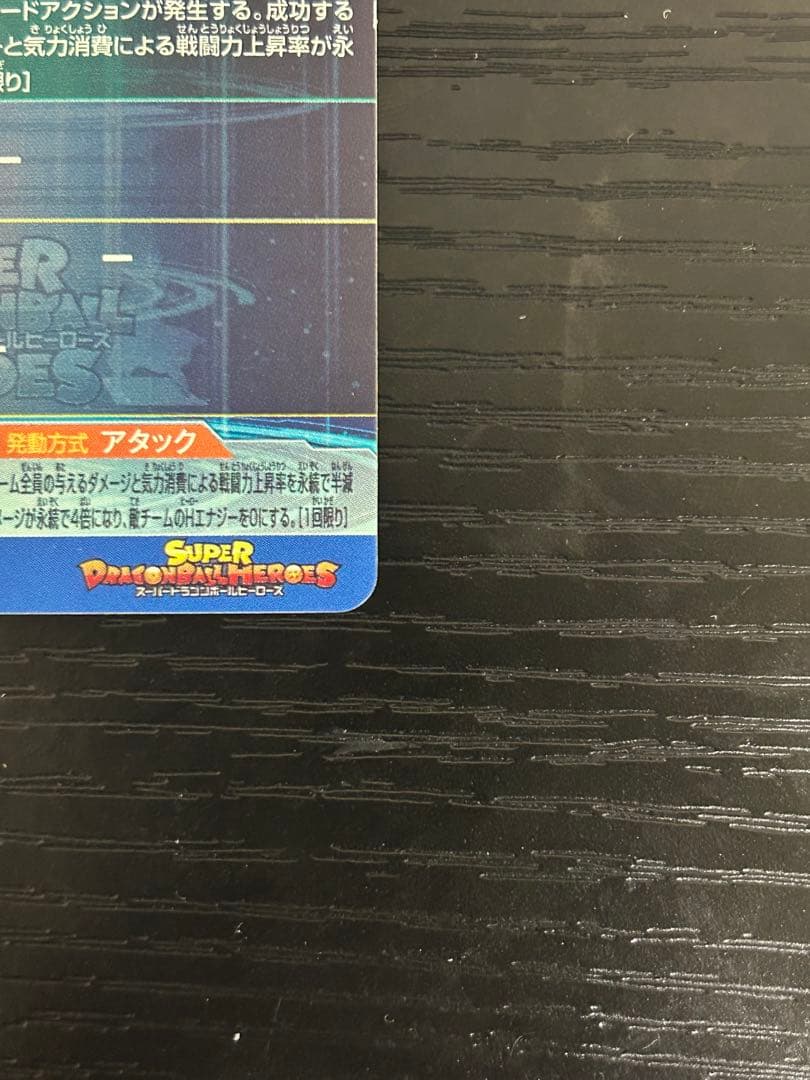 ードアクションが発生する。成功する
と気力消費による戦闘力上昇率が永
限り]
ー
ー
発動方式 アタック
ーム全員の与えるダメージと気力消費による戦闘力上昇率を永続で半減
メージが永続で4倍になり、敵チームのHエナジーを0にする。[1回限り]
SUPER
DRAGONBALL HEROES
スーパードラゴンボールヒーローズ